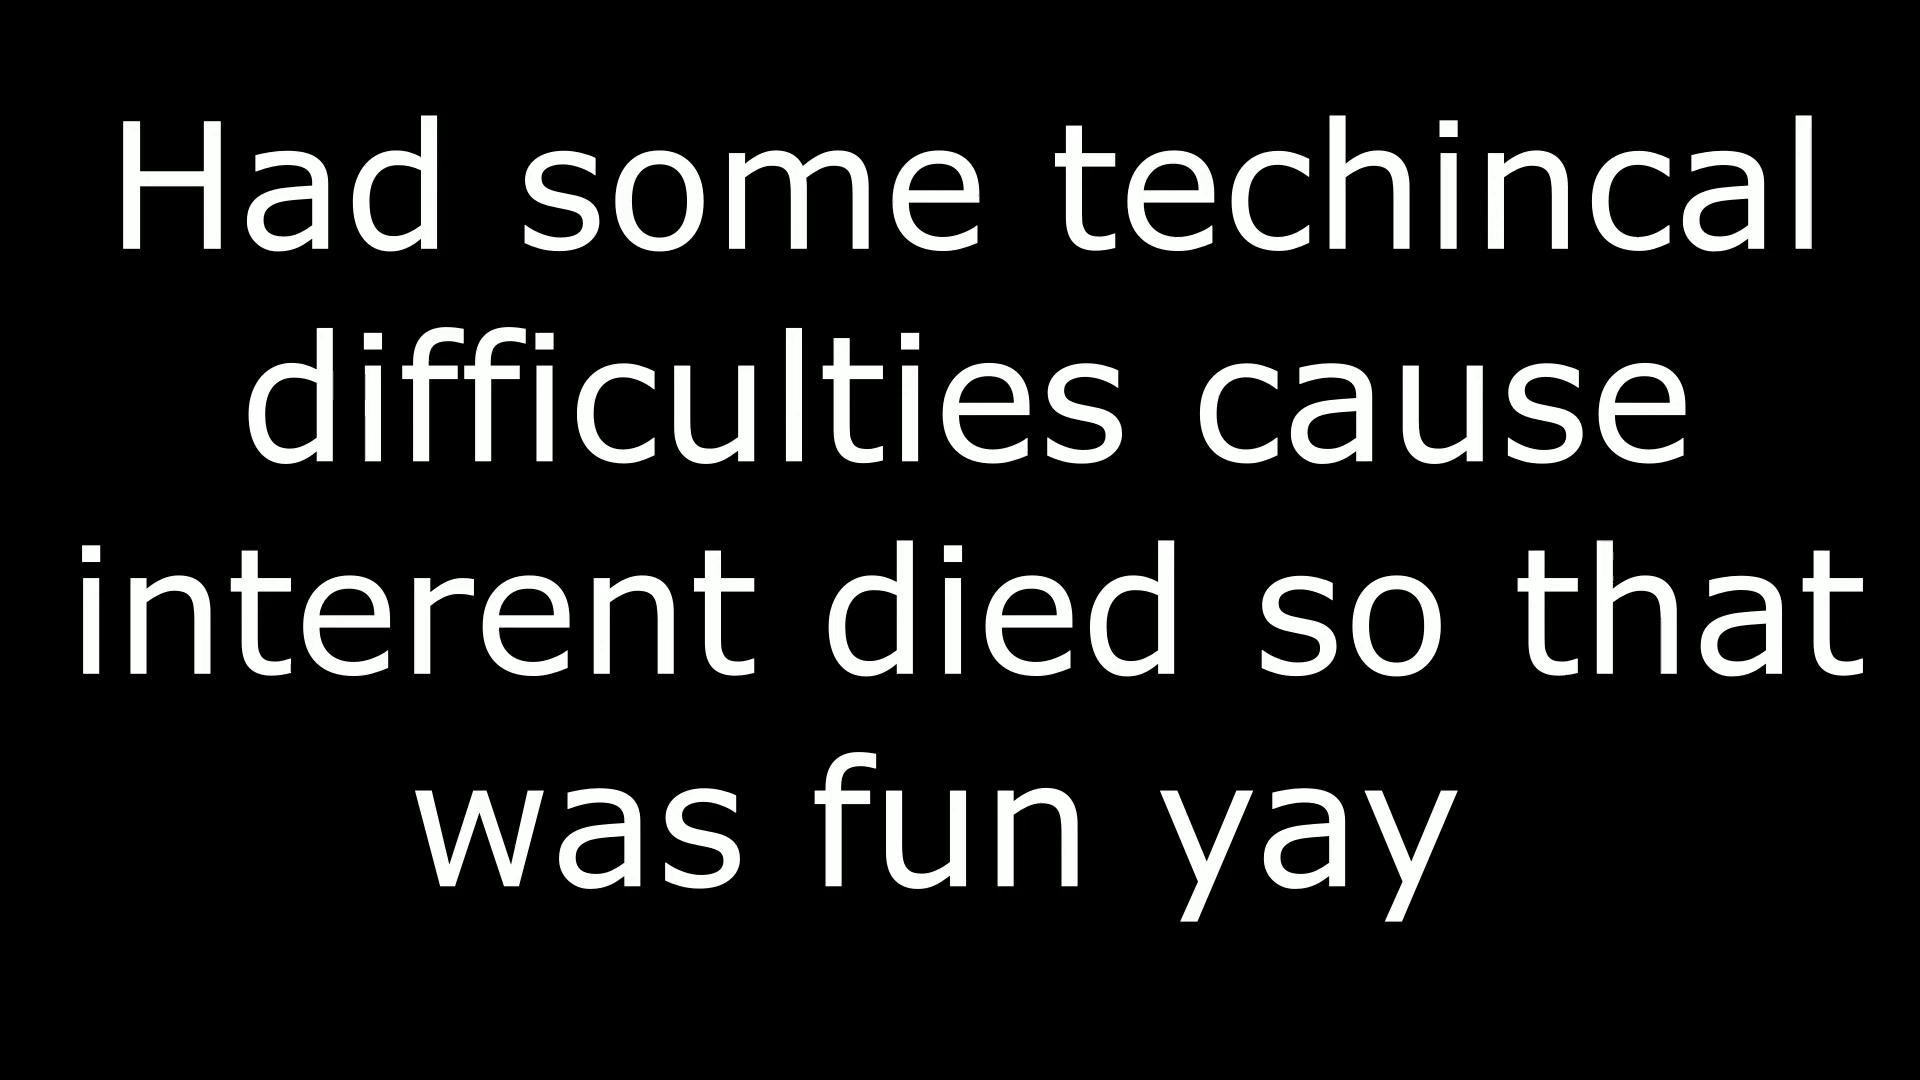 Had some techincal
difficulties cause
interent died so that
was fun yay